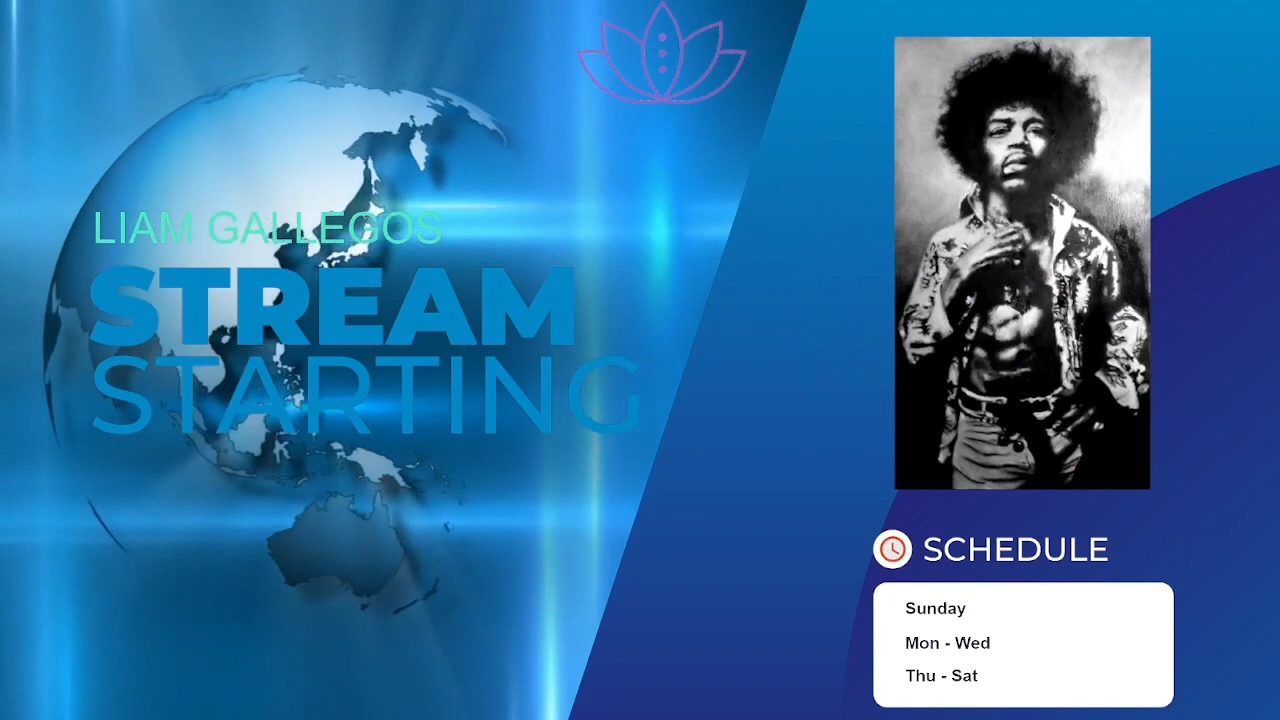 LIAM GALLEGOS
STREAM
STARTING
SCHEDULE
Sunday
Mon - Wed
Thu - Sat